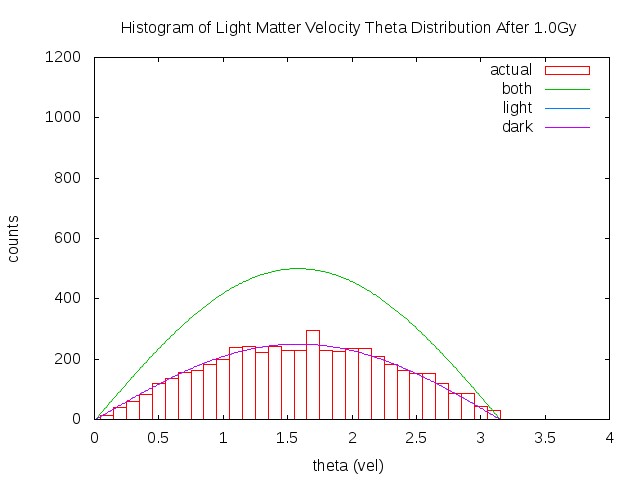 Histogram of Light Matter Velocity Theta Distribution After 1.0Gy
1200
1000
800
600
400
200
0
counts
actual
both
light
dark
0 0.5 1 1.5 2 2.5 3 3.5 4
theta (vel)